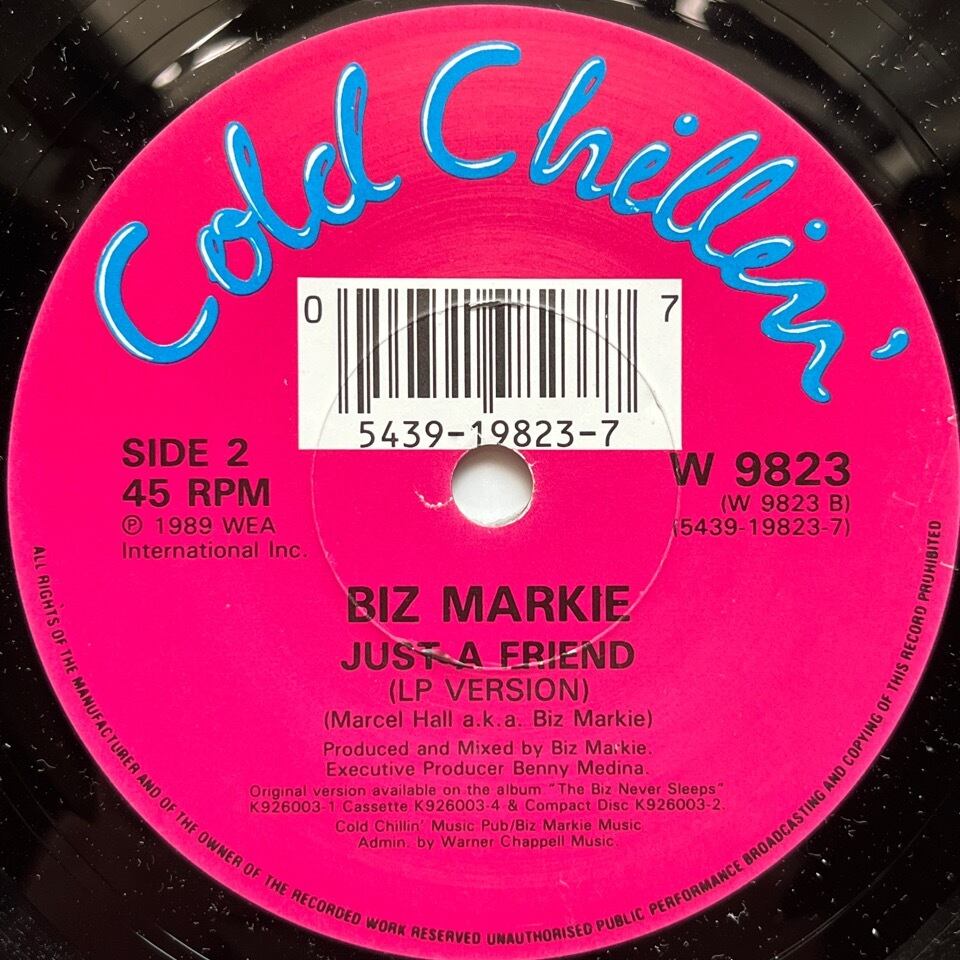 Cold Chillin'
0 7
5439-19823-7
SIDE 2
45 RPM
℗ 1989 WEA
International Inc.
W 9823
(W 9823 B)
(5439-19823-7)
BIZ MARKIE
JUST A FRIEND
(LP VERSION)
(Marcel Hall a.k.a. Biz Markie)
Produced and Mixed by Biz Markie.
Executive Producer Benny Medina.
Original version available on the album "The Biz Never Sleeps"
K926003-1 Cassette K926003-4 & Compact Disc K926003-2.
Cold Chillin' Music Pub/Biz Markie Music
Admin. by Warner Chappell Music.
ALL RIGHTS OF THE MANUFACTURER AND OF THE OWNER OF THE RECORDED WORK RESERVED UNAUTHORISED PUBLIC PERFORMANCE BROADCASTING AND COPYING OF THIS RECORD PROHIBITED